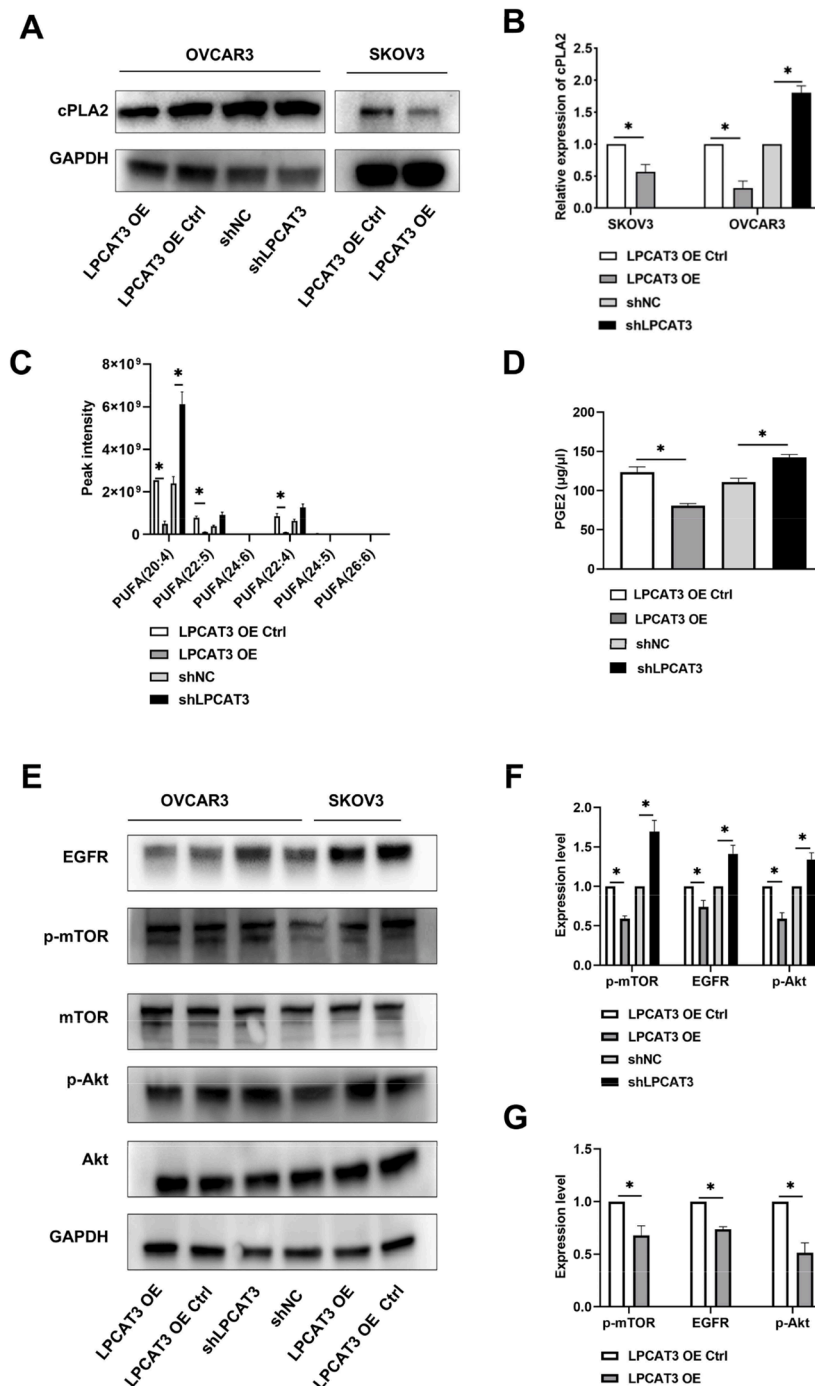 A
OVCAR3
SKOV3
cPLA2
GAPDH
LPCAT3 OE
LPCAT3 OE Ctrl
shNC
shLPCAT3
LPCAT3 OE Ctrl
LPCAT3 OE
B
Relative expression of cPLA2
2.5
2.0
1.5
1.0
0.5
0.0
*
*
*
SKOV3
OVCAR3
LPCAT3 OE Ctrl
LPCAT3 OE
shNC
shLPCAT3
C
Peak intensity
8×10⁹
6×10⁹
4×10⁹
2×10⁹
*
*
*
*
PUFA(20:4)
PUFA(22:5)
PUFA(24:6)
PUFA(22:4)
PUFA(24:5)
PUFA(26:6)
LPCAT3 OE Ctrl
LPCAT3 OE
shNC
shLPCAT3
D
PGE2 (µg/µl)
200
150
100
50
0
*
*
LPCAT3 OE Ctrl
LPCAT3 OE
shNC
shLPCAT3
E
OVCAR3
SKOV3
EGFR
p-mTOR
mTOR
p-Akt
Akt
GAPDH
LPCAT3 OE
LPCAT3 OE Ctrl
shLPCAT3
shNC
LPCAT3 OE
LPCAT3 OE Ctrl
F
Expression level
2.0
1.5
1.0
0.5
0.0
*
*
*
*
*
*
p-mTOR
EGFR
p-Akt
LPCAT3 OE Ctrl
LPCAT3 OE
shNC
shLPCAT3
G
Expression level
1.5
1.0
0.5
0.0
*
*
*
p-mTOR
EGFR
p-Akt
LPCAT3 OE Ctrl
LPCAT3 OE